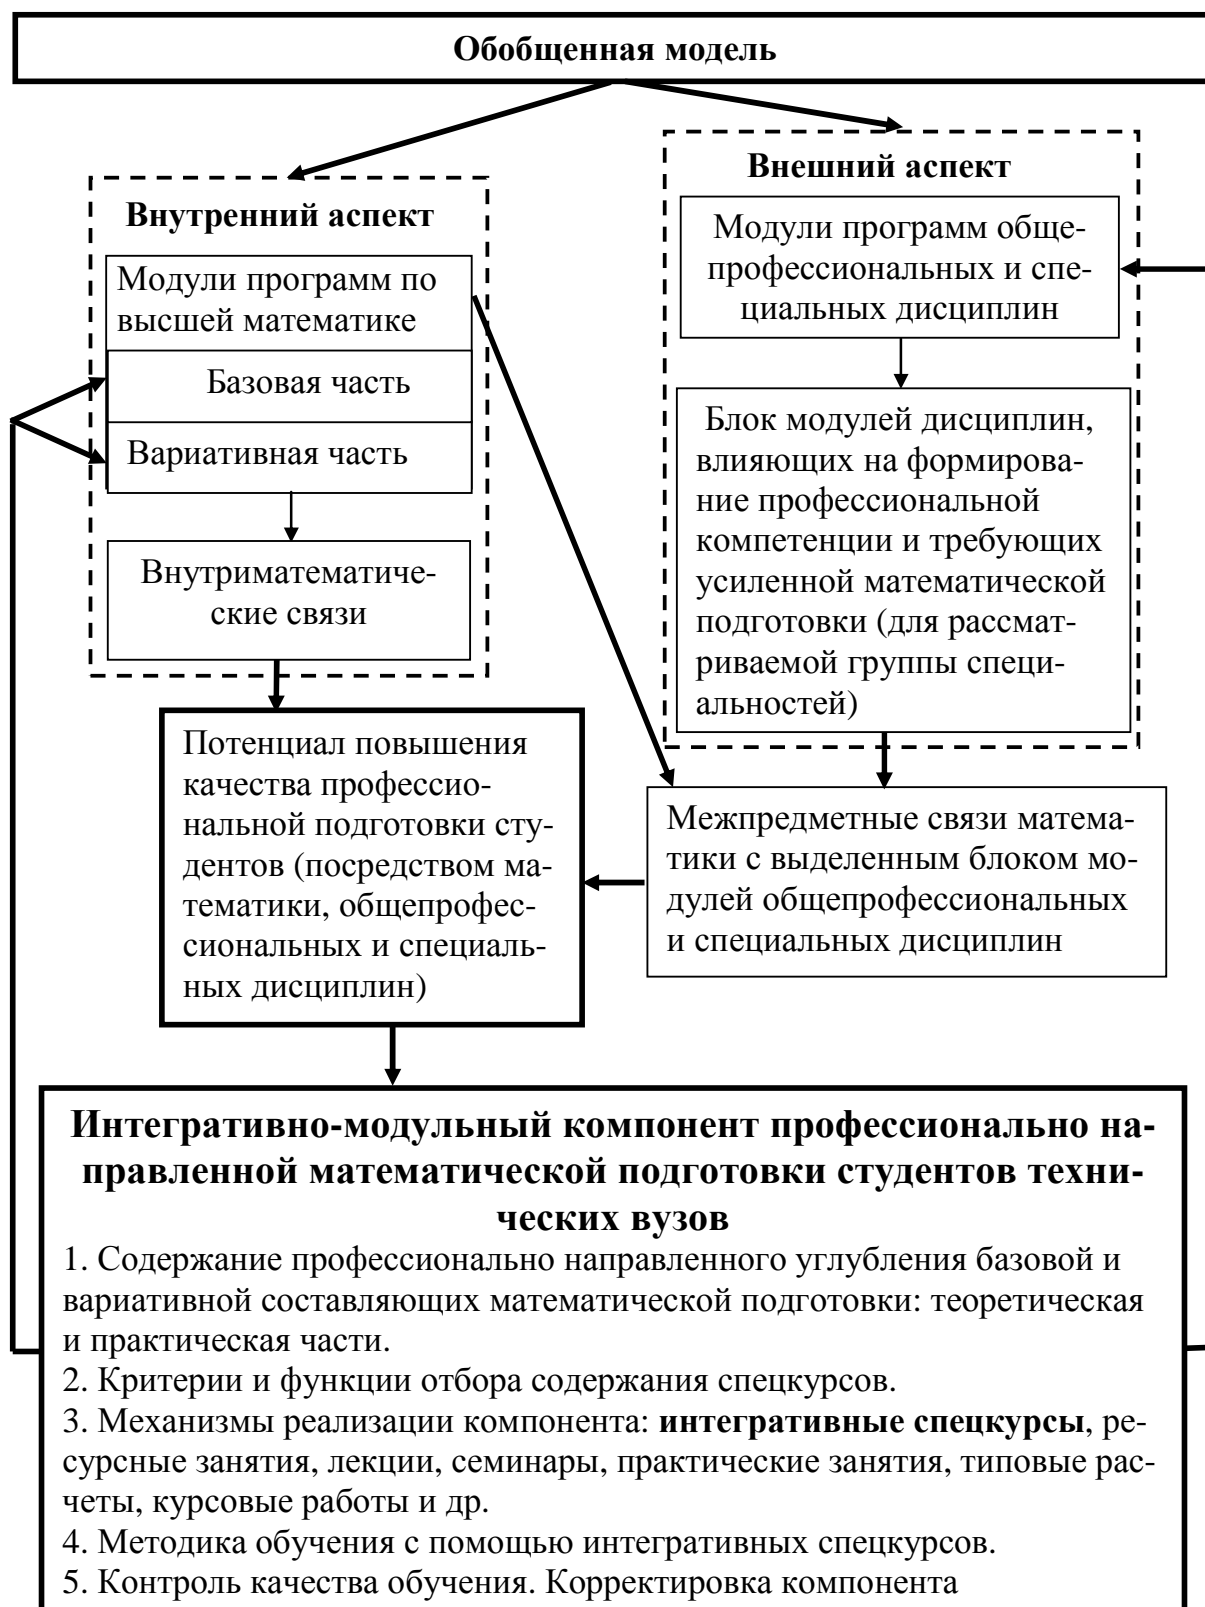 Обобщенная модель
Внутренний аспект
Модули программ по
высшей математике
Базовая часть
Вариативная часть
Внутриматематиче-
ские связи
Внешний аспект
Модули программ обще-
профессиональных и спе-
циальных дисциплин
Блок модулей дисциплин,
влияющих на формирова-
ние профессиональной
компетенции и требующих
усиленной математической
подготовки (для рассмат-
риваемой группы специ-
альностей)
Потенциал повышения
качества профессио-
нальной подготовки сту-
дентов (посредством ма-
тематики, общепрофес-
сиональных и специаль-
ных дисциплин)
Межпредметные связи матема-
тики с выделенным блоком мо-
дулей общепрофессиональных
и специальных дисциплин
Интегративно-модульный компонент профессионально на-
правленной математической подготовки студентов техни-
ческих вузов
1. Содержание профессионально направленного углубления базовой и
вариативной составляющих математической подготовки: теоретическая
и практическая части.
2. Критерии и функции отбора содержания спецкурсов.
3. Механизмы реализации компонента: интегративные спецкурсы, ре-
сурсные занятия, лекции, семинары, практические занятия, типовые рас-
четы, курсовые работы и др.
4. Методика обучения с помощью интегративных спецкурсов.
5. Контроль качества обучения. Корректировка компонента